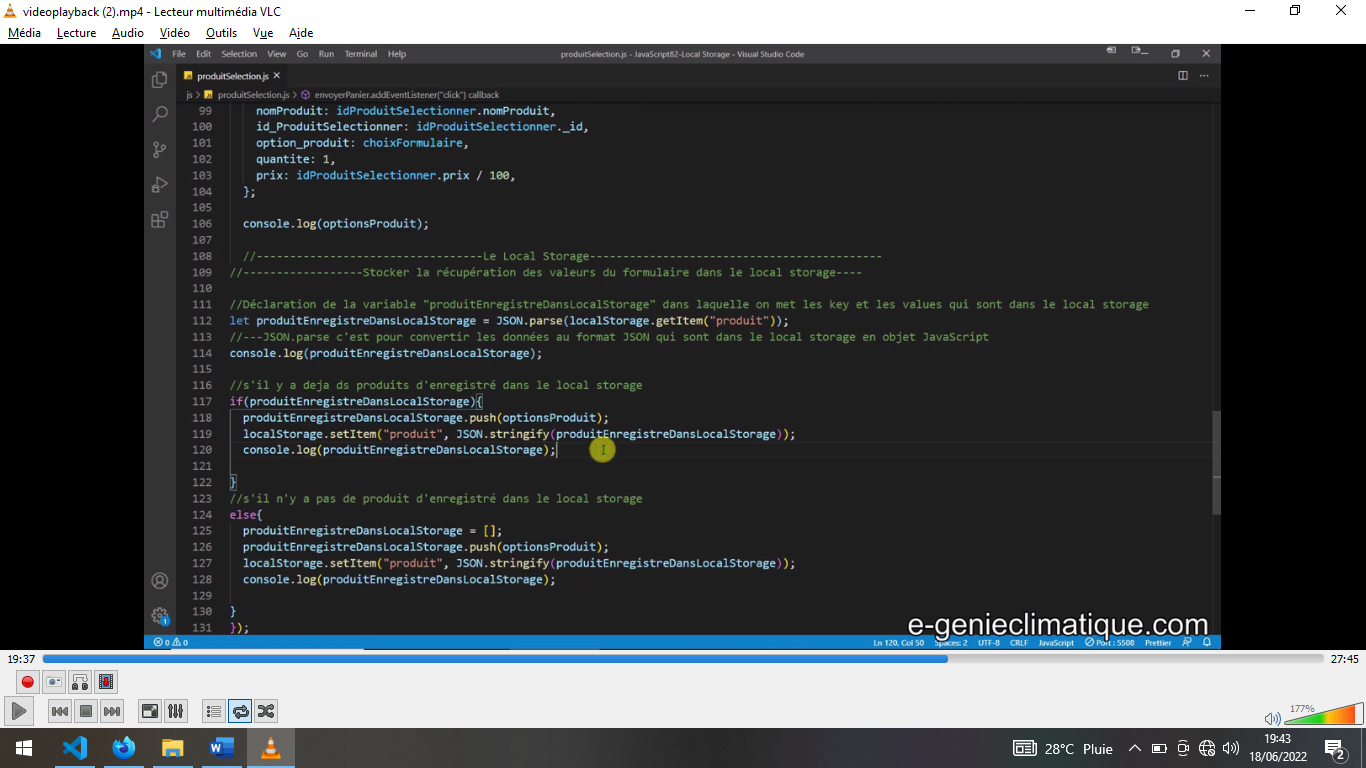 videoplayback (2).mp4 - Lecteur multimédia VLC
Média Lecture Audio Vidéo Outils Vue Aide
File Edit Selection View Go Run Terminal Help produitSelection.js - JavaScript82-Local Storage - Visual Studio Code
produitSelection.js
js > produitSelection.js > envoyerPanier.addEventListener("click") callback
99 nomProduit: idProduitSelectionner.nomProduit,
100 id_ProduitSelectionner: idProduitSelectionner._id,
101 option_produit: choixFormulaire,
102 quantite: 1,
103 prix: idProduitSelectionner.prix / 100,
104 };
105
106 console.log(optionsProduit);
107
108 //----------------------------------Le Local Storage--------------------------------------------
109 //------------------Stocker la récupération des valeurs du formulaire dans le local storage----
110
111 //Déclaration de la variable "produitEnregistreDansLocalStorage" dans laquelle on met les key et les values qui sont dans le local storage
112 let produitEnregistreDansLocalStorage = JSON.parse(localStorage.getItem("produit"));
113 //---JSON.parse c'est pour convertir les données au format JSON qui sont dans le local storage en objet JavaScript
114 console.log(produitEnregistreDansLocalStorage);
115
116 //s'il y a deja ds produits d'enregistré dans le local storage
117 if(produitEnregistreDansLocalStorage){
118 produitEnregistreDansLocalStorage.push(optionsProduit);
119 localStorage.setItem("produit", JSON.stringify(produitEnregistreDansLocalStorage));
120 console.log(produitEnregistreDansLocalStorage);
121
122 }
123 //s'il n'y a pas de produit d'enregistré dans le local storage
124 else{
125 produitEnregistreDansLocalStorage = [];
126 produitEnregistreDansLocalStorage.push(optionsProduit);
127 localStorage.setItem("produit", JSON.stringify(produitEnregistreDansLocalStorage));
128 console.log(produitEnregistreDansLocalStorage);
129
130 }
131 });
e-genieclimatique.com
0 0 Ln 120, Col 50 Spaces: 2 UTF-8 CRLF JavaScript Port : 5508 Prettier
1
19:37 27:45
177%
28°C Pluie 19:43
18/06/2022
2